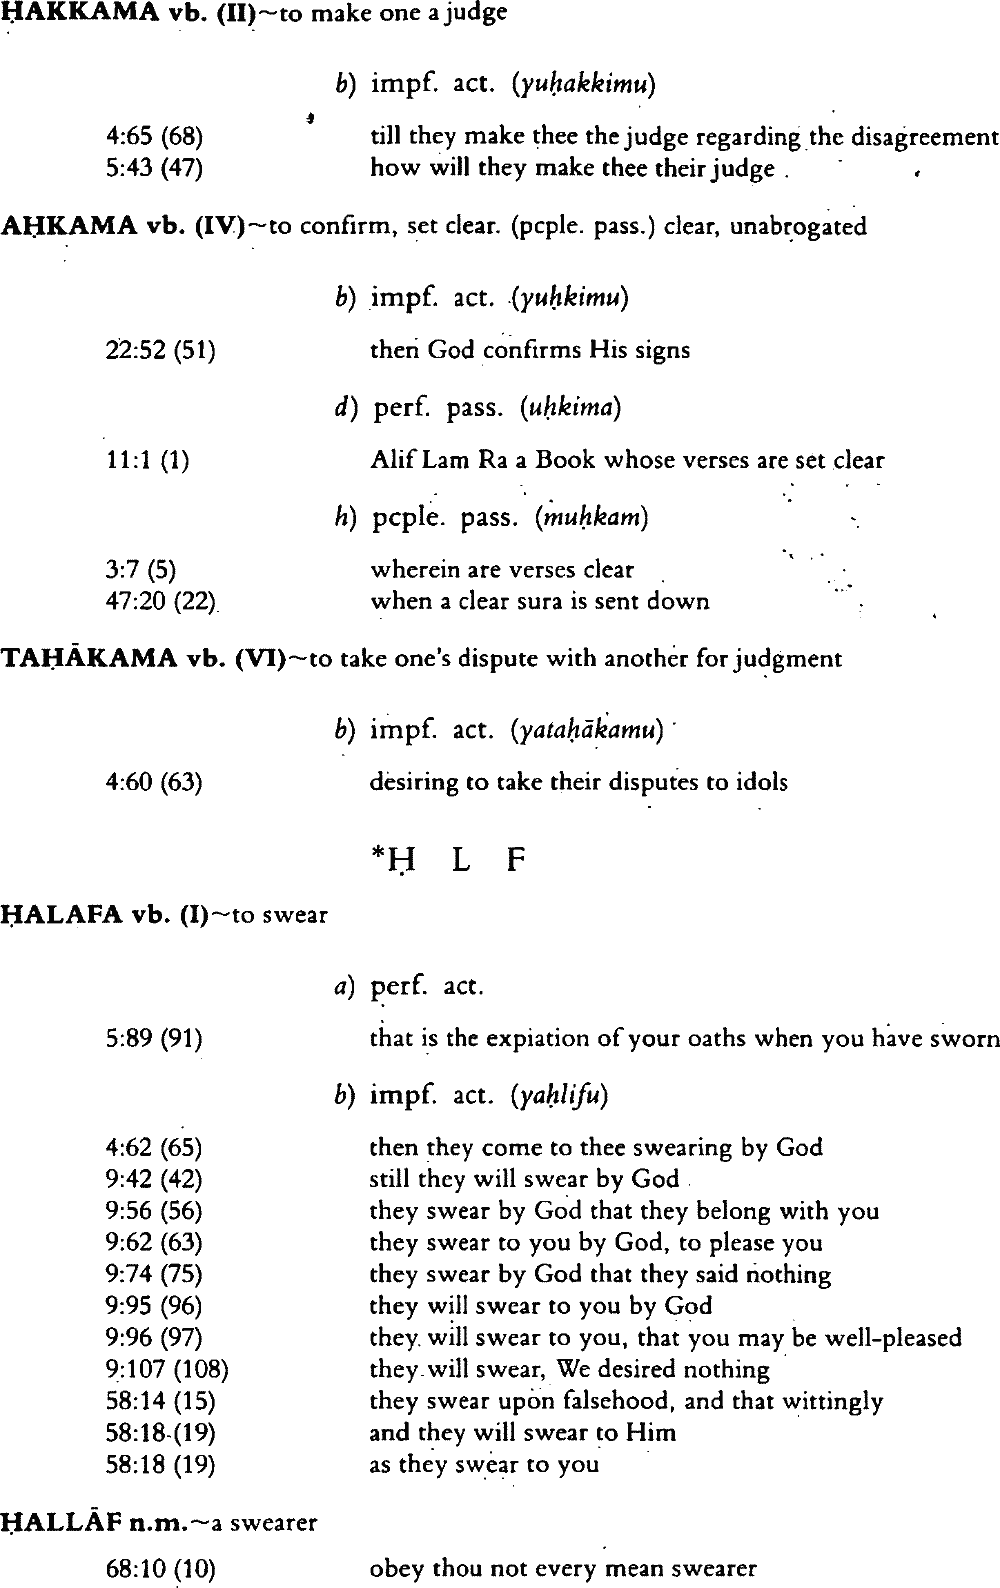 ḤAKKAMA vb. (II)~to make one a judge
b) impf. act. (yuḥakkimu)
4:65 (68) till they make thee the judge regarding the disagreement
5:43 (47) how will they make thee their judge
AḤKAMA vb. (IV)~to confirm, set clear. (pcple. pass.) clear, unabrogated
b) impf. act. (yuḥkimu)
22:52 (51) then God confirms His signs
d) perf. pass. (uḥkima)
11:1 (1) Alif Lam Ra a Book whose verses are set clear
h) pcple. pass. (muḥkam)
3:7 (5) wherein are verses clear
47:20 (22) when a clear sura is sent down
TAḤĀKAMA vb. (VI)~to take one's dispute with another for judgment
b) impf. act. (yataḥākamu)
4:60 (63) desiring to take their disputes to idols
*Ḥ L F
ḤALAFA vb. (I)~to swear
a) perf. act.
5:89 (91) that is the expiation of your oaths when you have sworn
b) impf. act. (yaḥlifu)
4:62 (65) then they come to thee swearing by God
9:42 (42) still they will swear by God
9:56 (56) they swear by God that they belong with you
9:62 (63) they swear to you by God, to please you
9:74 (75) they swear by God that they said nothing
9:95 (96) they will swear to you by God
9:96 (97) they will swear to you, that you may be well-pleased
9:107 (108) they will swear, We desired nothing
58:14 (15) they swear upon falsehood, and that wittingly
58:18 (19) and they will swear to Him
58:18 (19) as they swear to you
ḤALLĀF n.m.~a swearer
68:10 (10) obey thou not every mean swearer